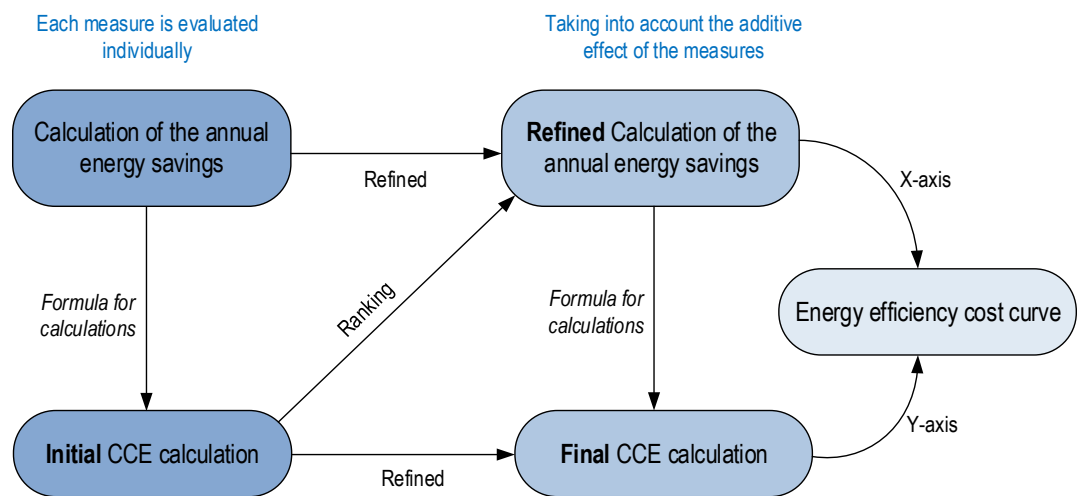 Each measure is evaluated
individually
Taking into account the additive
effect of the measures
Calculation of the annual
energy savings
Refined
Refined Calculation of the
annual energy savings
X-axis
Formula for
calculations
Ranking
Formula for
calculations
Energy efficiency cost curve
Initial CCE calculation
Refined
Final CCE calculation
Y-axis